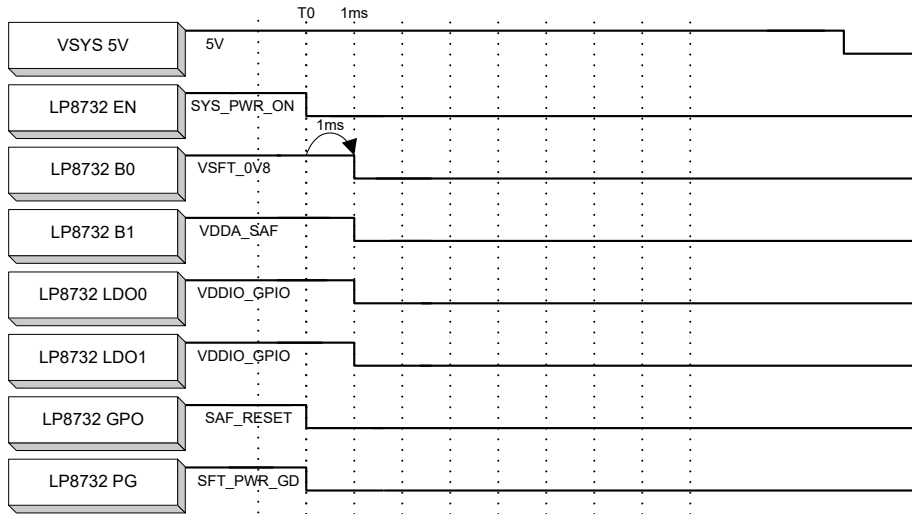 T0 1ms
VSYS 5V 5V
LP8732 EN SYS_PWR_ON
1ms
LP8732 B0 VSFT_0V8
LP8732 B1 VDDA_SAF
LP8732 LDO0 VDDIO_GPIO
LP8732 LDO1 VDDIO_GPIO
LP8732 GPO SAF_RESET
LP8732 PG SFT_PWR_GD